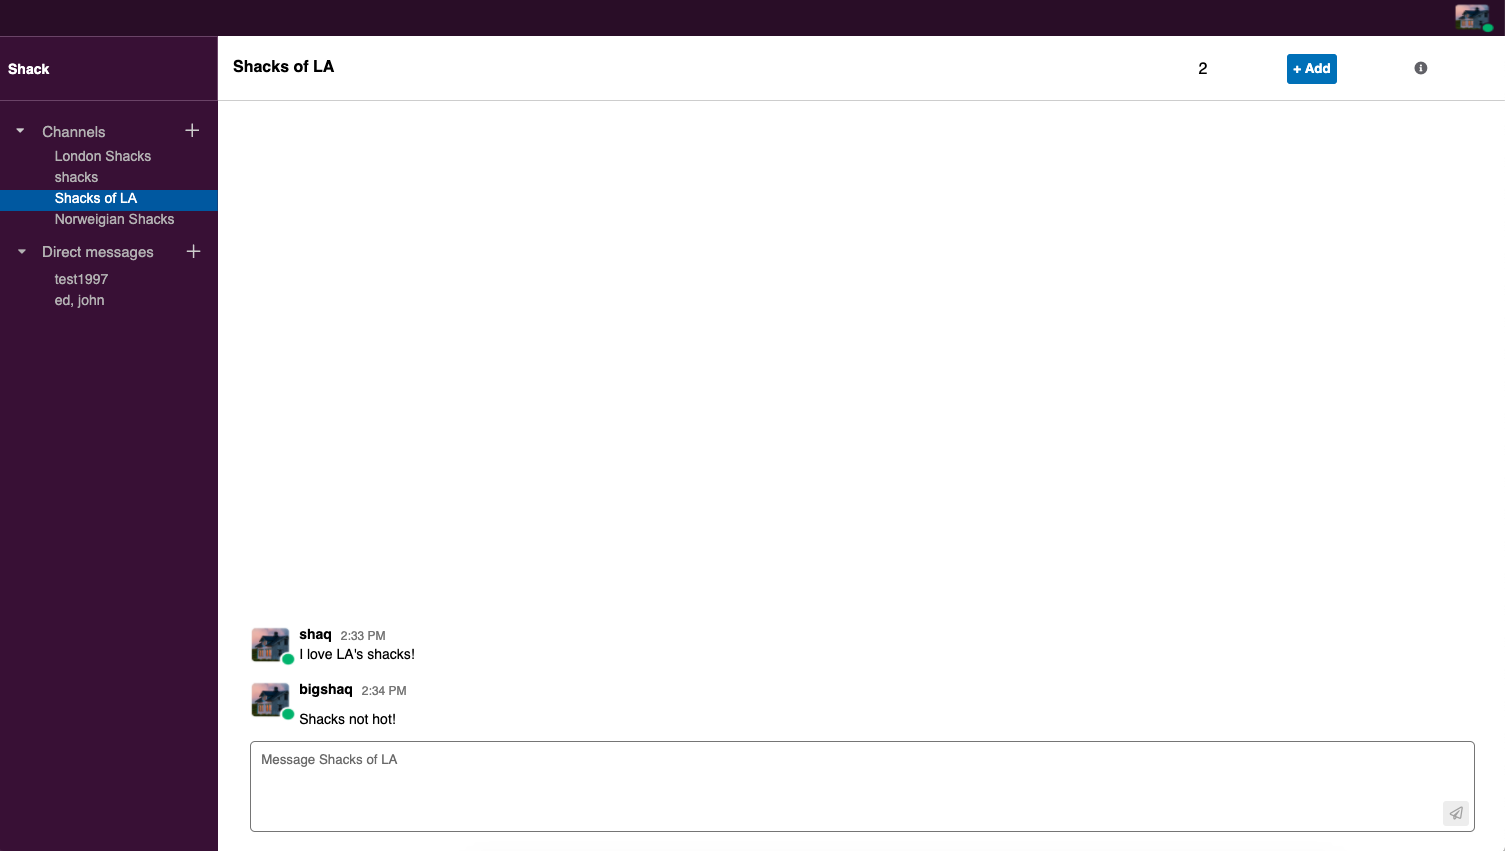 Shack
Shacks of LA
2
+ Add
Channels
London Shacks
shacks
Shacks of LA
Norweigian Shacks
Direct messages
test1997
ed, john
shaq 2:33 PM
I love LA's shacks!
bigshaq 2:34 PM
Shacks not hot!
Message Shacks of LA